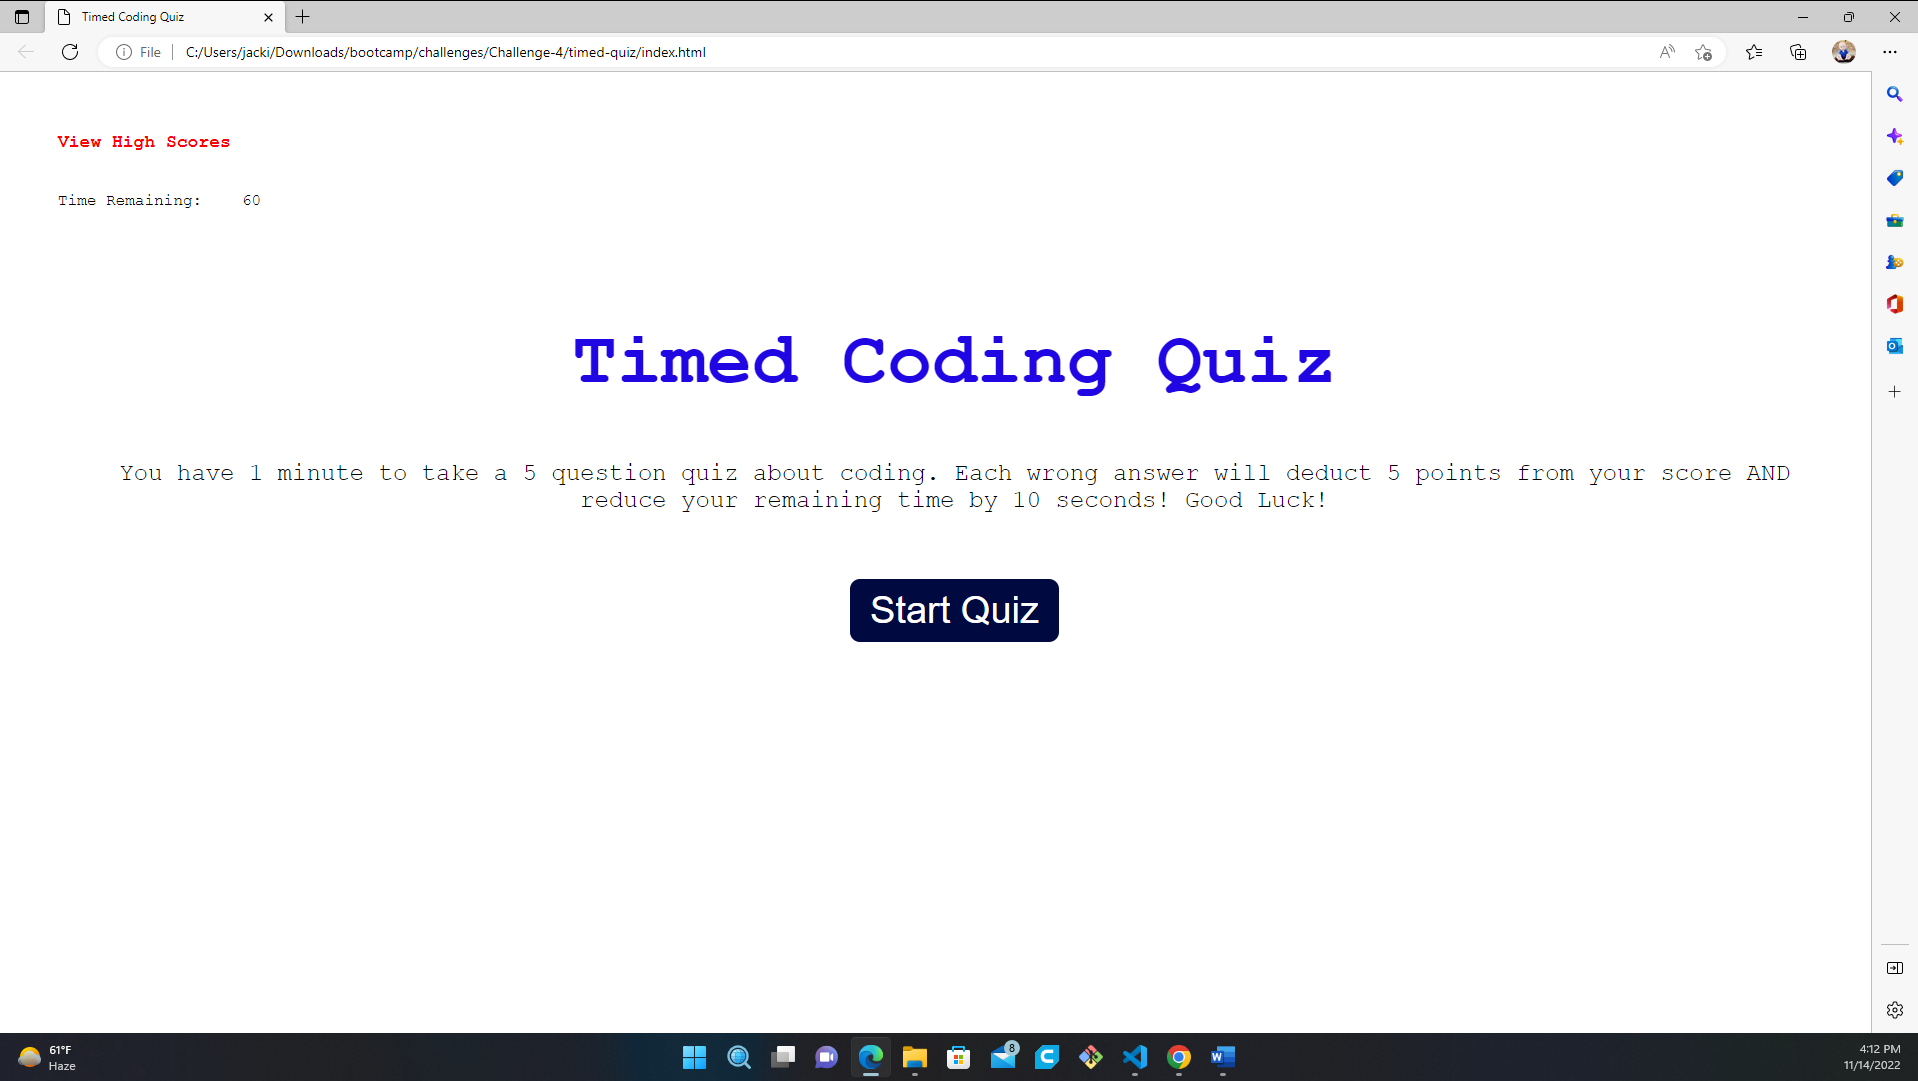 Timed Coding Quiz
File
C:/Users/jacki/Downloads/bootcamp/challenges/Challenge-4/timed-quiz/index.html
View High Scores
Time Remaining: 60
Timed Coding Quiz
You have 1 minute to take a 5 question quiz about coding. Each wrong answer will deduct 5 points from your score AND
reduce your remaining time by 10 seconds! Good Luck!
Start Quiz
61°F
Haze
8
4:12 PM
11/14/2022